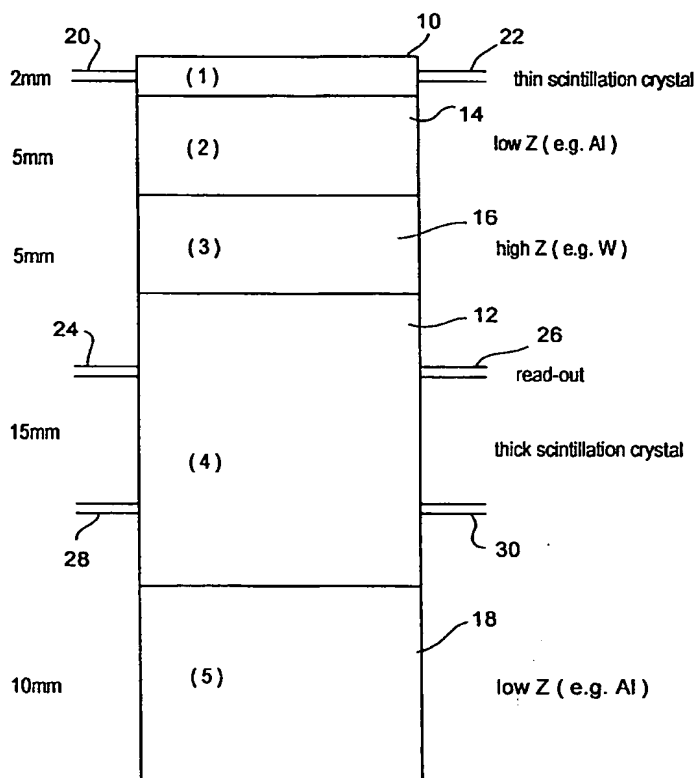 10
20
22
2mm
(1)
thin scintillation crystal
14
5mm
(2)
low Z ( e.g. Al )
16
5mm
(3)
high Z ( e.g. W )
12
24
26
read-out
15mm
(4)
thick scintillation crystal
28
30
18
10mm
(5)
low Z ( e.g. Al )